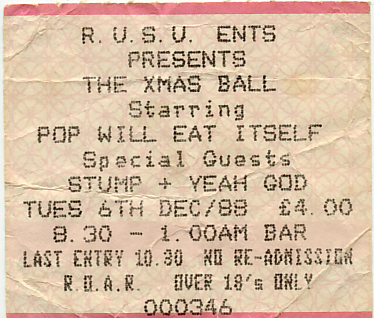 R.U.S.U. ENTS
PRESENTS
THE XMAS BALL
Starring
POP WILL EAT ITSELF
Special Guests
STUMP + YEAH GOD
TUES 6TH DEC/88 £4.00
8.30 - 1.00AM BAR
LAST ENTRY 10.30 NO RE-ADMISSION
R.O.A.R. OVER 18's ONLY
000346